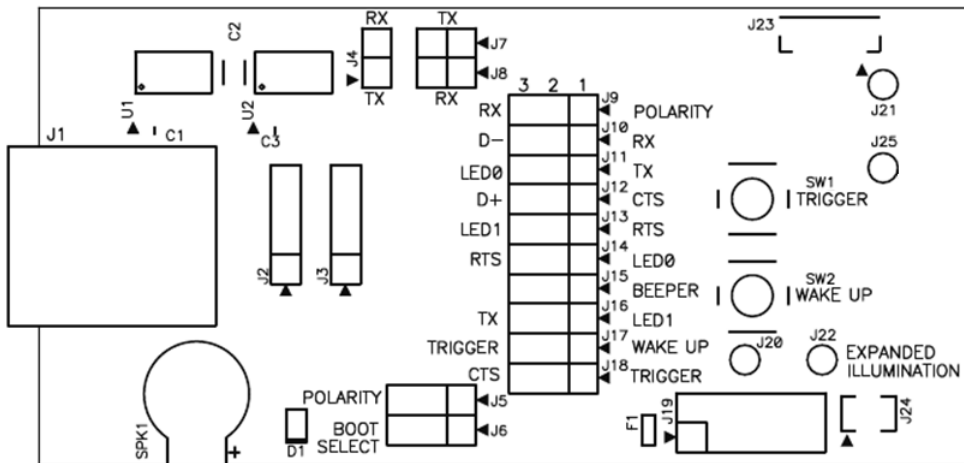 RX TX
J23
C2
J4
J7
J8
TX RX
J21
3 2 1
U1
U2
J1
C1
C3
RX J9 POLARITY
D- J10 RX
LED0 J11 TX
D+ J12 CTS
LED1 J13 RTS
RTS J14 LED0
J15 BEEPER
TX J16 LED1
TRIGGER J17 WAKE UP
CTS J18 TRIGGER
J25
SW1
TRIGGER
SW2
WAKE UP
J2
J3
J20
J22
EXPANDED
ILLUMINATION
POLARITY J5
BOOT
SELECT
J6
SPK1
+
D1
F1
J19
J24